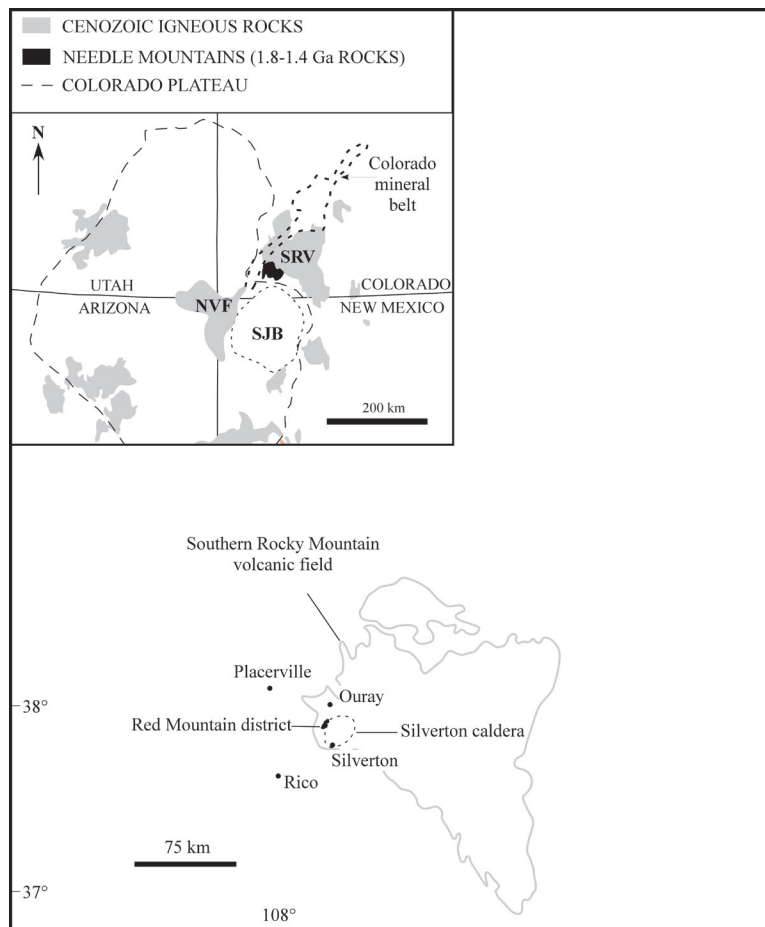 CENOZOIC IGNEOUS ROCKS
NEEDLE MOUNTAINS (1.8-1.4 Ga ROCKS)
COLORADO PLATEAU
N
Colorado
mineral
belt
SRV
UTAH
COLORADO
NVF
ARIZONA
NEW MEXICO
SJB
200 km
Southern Rocky Mountain
volcanic field
Placerville
Ouray
38°
Red Mountain district
Silverton caldera
Silverton
Rico
75 km
37°
108°